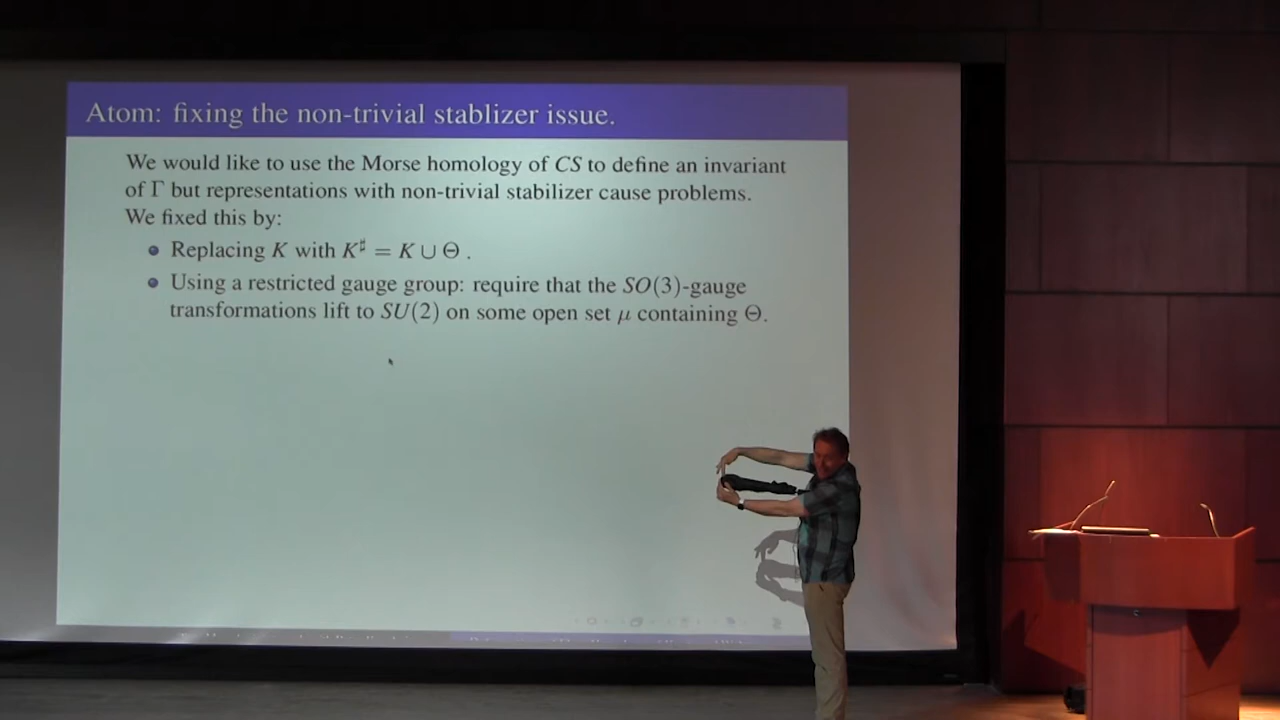 Atom: fixing the non-trivial stablizer issue.
We would like to use the Morse homology of CS to define an invariant
of Γ but representations with non-trivial stabilizer cause problems.
We fixed this by:
Replacing K with K♯ = K ∪ Θ .
Using a restricted gauge group: require that the SO(3)-gauge
transformations lift to SU(2) on some open set μ containing Θ.